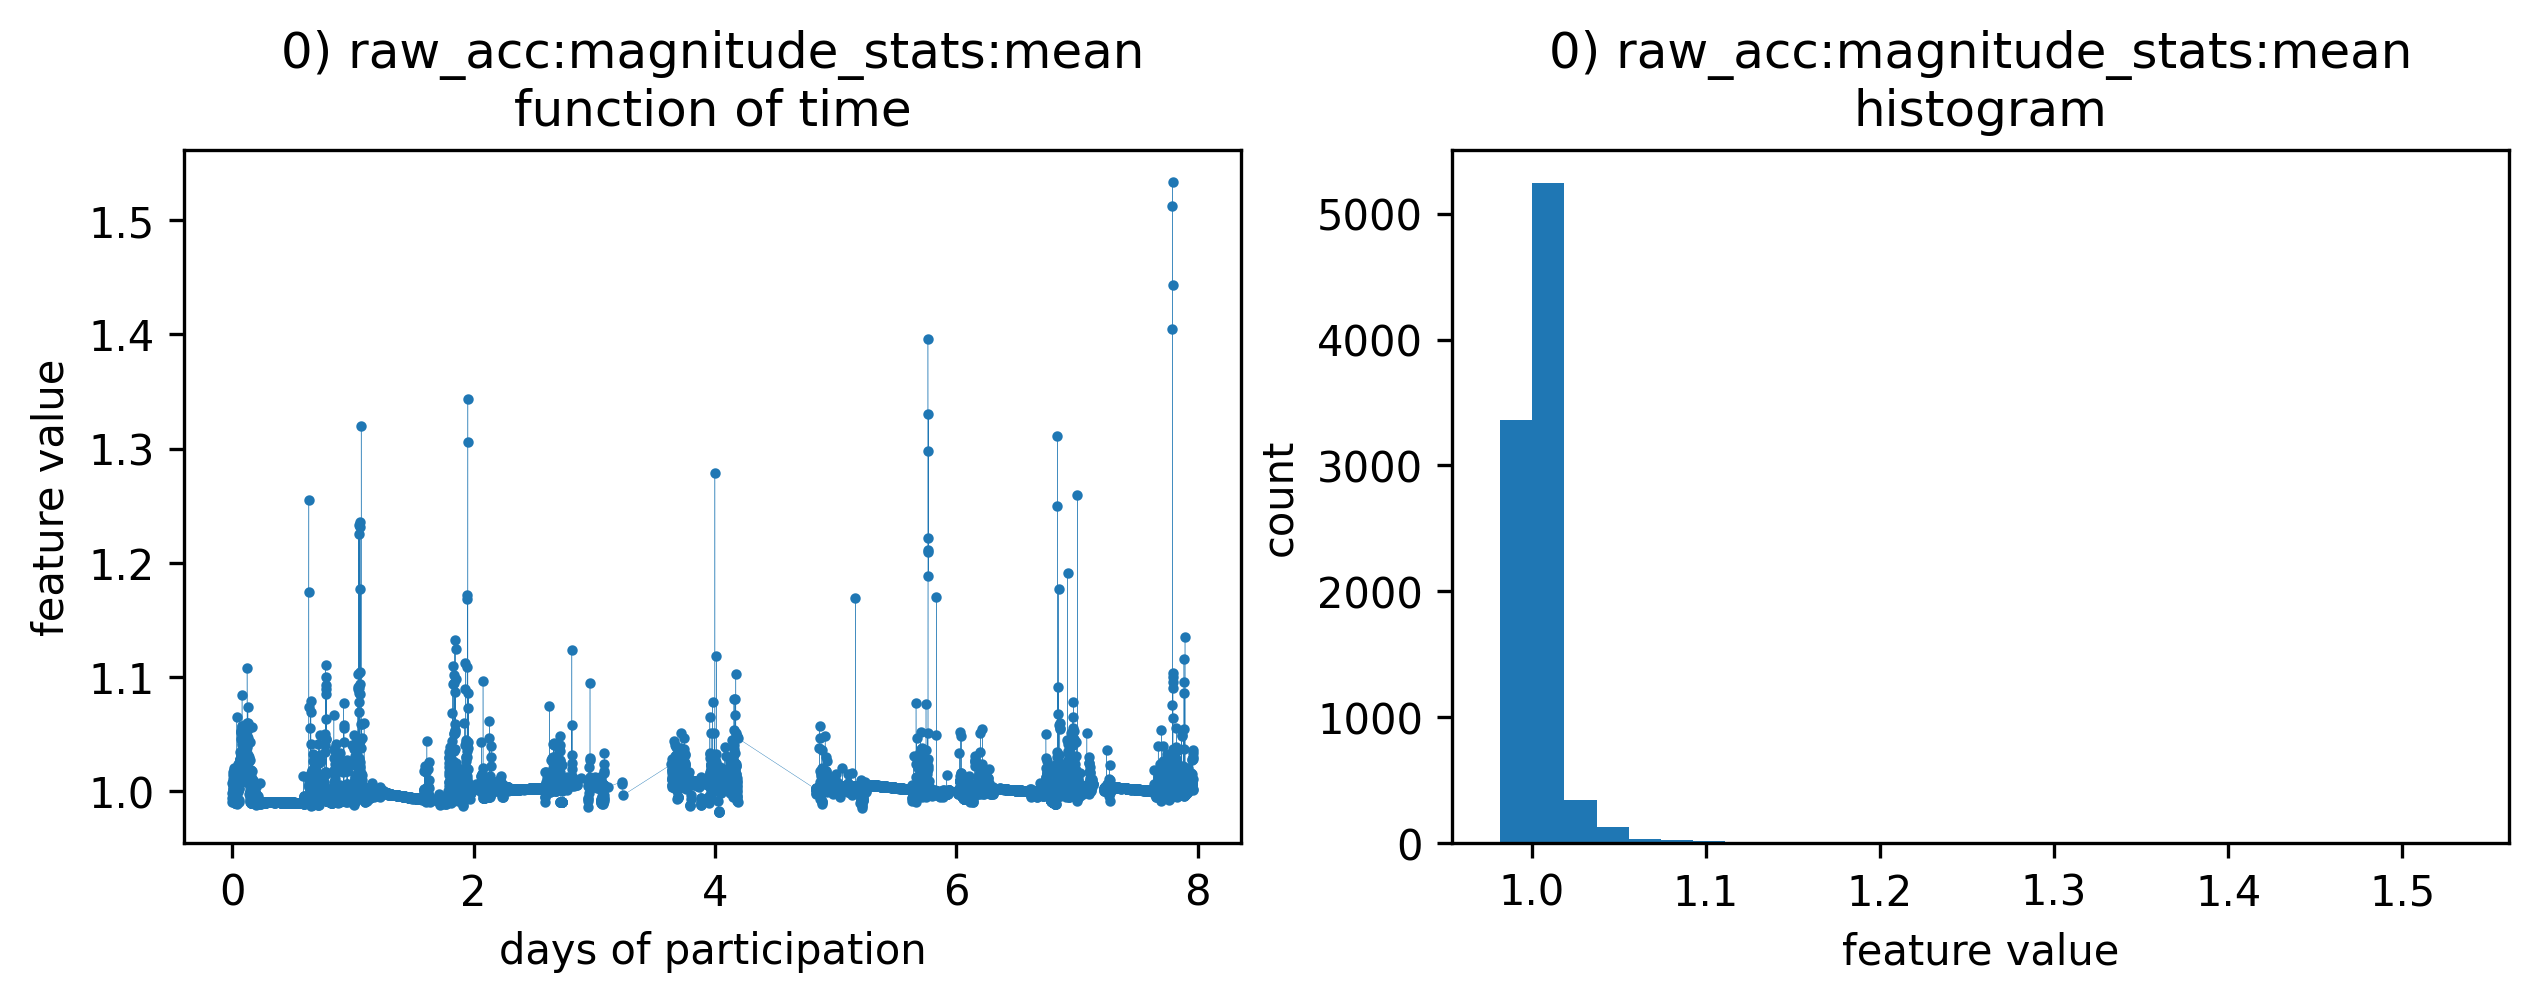 0) raw_acc:magnitude_stats:mean
function of time
feature value
1.5
1.4
1.3
1.2
1.1
1.0
0 2 4 6 8
days of participation
0) raw_acc:magnitude_stats:mean
histogram
count
5000
4000
3000
2000
1000
0
1.0 1.1 1.2 1.3 1.4 1.5
feature value